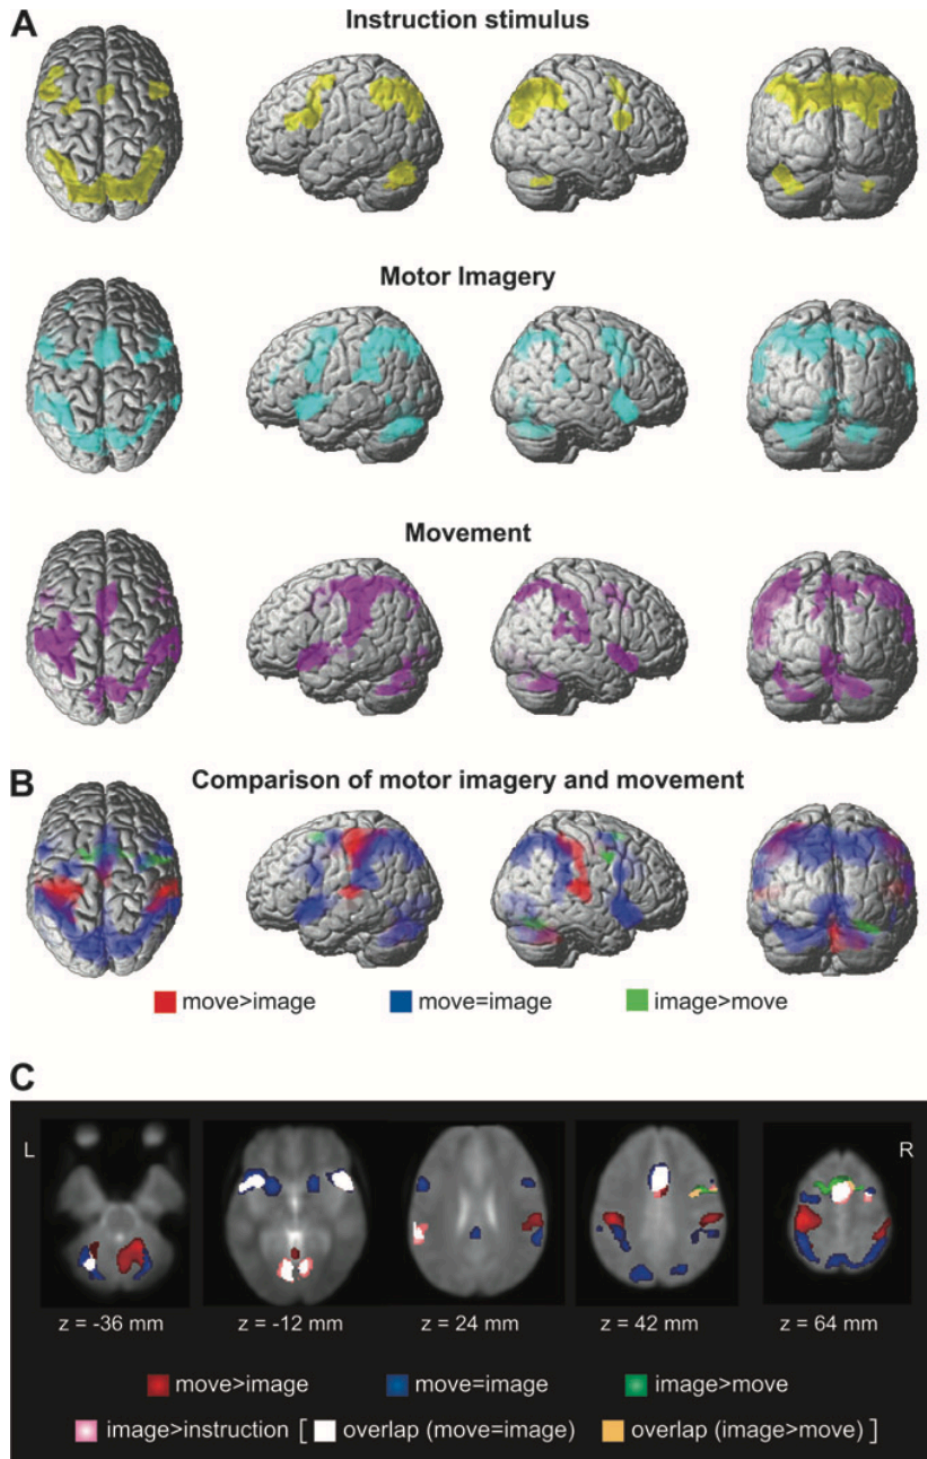 A
Instruction stimulus
Motor Imagery
Movement
B
Comparison of motor imagery and movement
move>image move=image image>move
C
L R
z = -36 mm z = -12 mm z = 24 mm z = 42 mm z = 64 mm
move>image move=image image>move
image>instruction [ overlap (move=image) overlap (image>move) ]